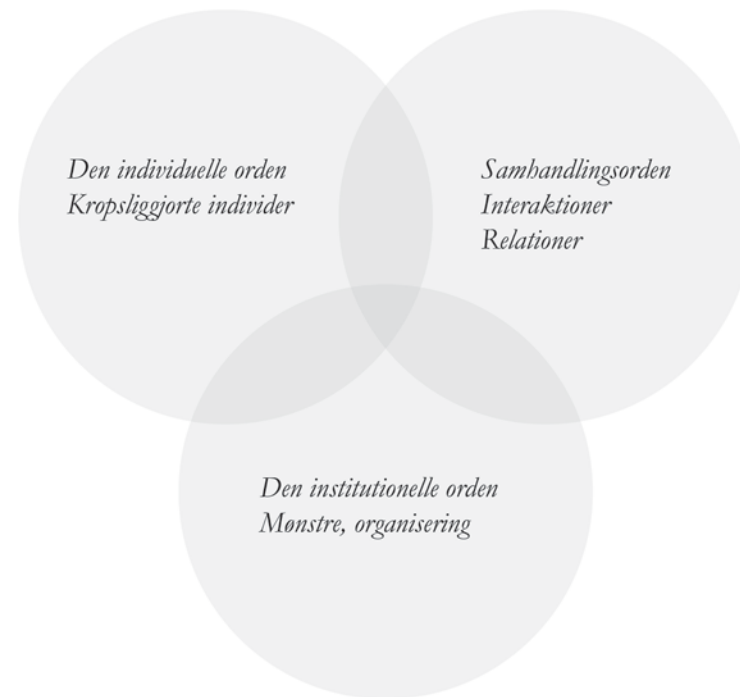 Den individuelle orden
Kropsliggjorte individer
Samhandlingsorden
Interaktioner
Relationer
Den institutionelle orden
Mønstre, organisering